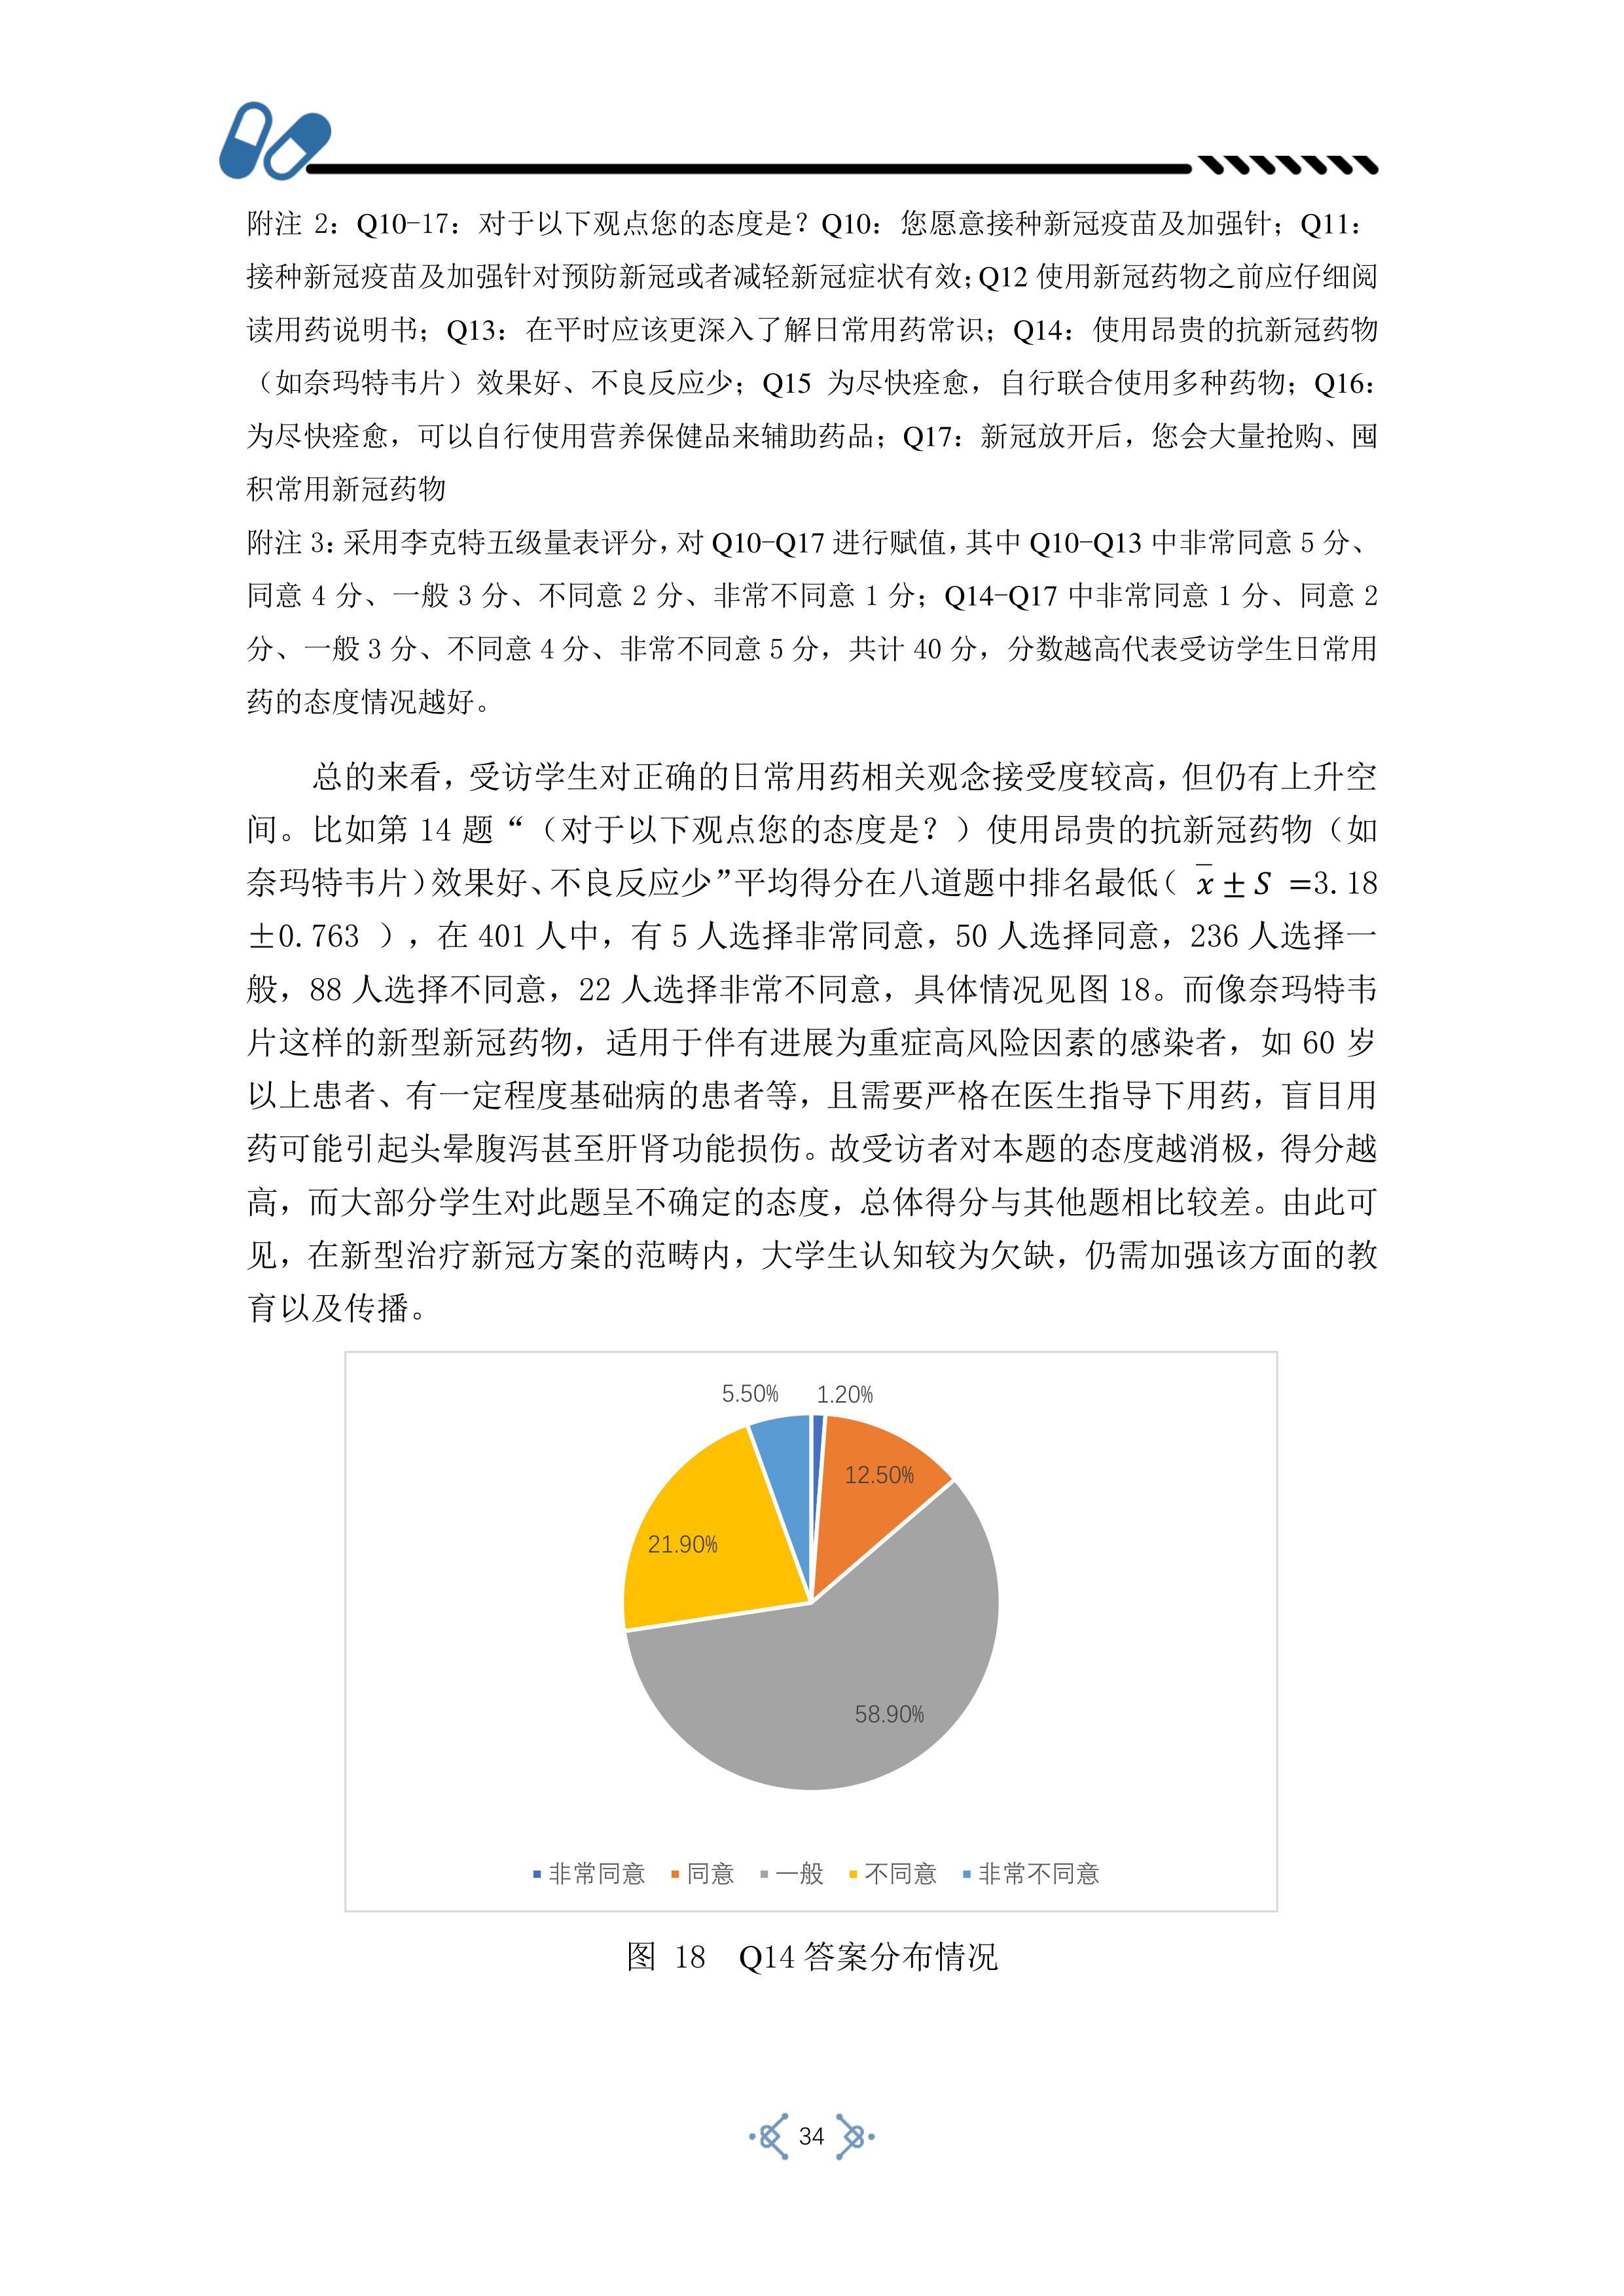 附注 2：Q10-17：对于以下观点您的态度是？Q10：您愿意接种新冠疫苗及加强针；Q11：
接种新冠疫苗及加强针对预防新冠或者减轻新冠症状有效；Q12 使用新冠药物之前应仔细阅
读用药说明书；Q13：在平时应该更深入了解日常用药常识；Q14：使用昂贵的抗新冠药物
（如奈玛特韦片）效果好、不良反应少；Q15 为尽快痊愈，自行联合使用多种药物；Q16：
为尽快痊愈，可以自行使用营养保健品来辅助药品；Q17：新冠放开后，您会大量抢购、囤
积常用新冠药物
附注 3：采用李克特五级量表评分，对 Q10-Q17 进行赋值，其中 Q10-Q13 中非常同意 5 分、
同意 4 分、一般 3 分、不同意 2 分、非常不同意 1 分；Q14-Q17 中非常同意 1 分、同意 2
分、一般 3 分、不同意 4 分、非常不同意 5 分，共计 40 分，分数越高代表受访学生日常用
药的态度情况越好。
总的来看，受访学生对正确的日常用药相关观念接受度较高，但仍有上升空
间。比如第 14 题“（对于以下观点您的态度是？）使用昂贵的抗新冠药物（如
奈玛特韦片）效果好、不良反应少”平均得分在八道题中排名最低（ x̅ ± S =3.18
±0.763 ），在 401 人中，有 5 人选择非常同意，50 人选择同意，236 人选择一
般，88 人选择不同意，22 人选择非常不同意，具体情况见图 18。而像奈玛特韦
片这样的新型新冠药物，适用于伴有进展为重症高风险因素的感染者，如 60 岁
以上患者、有一定程度基础病的患者等，且需要严格在医生指导下用药，盲目用
药可能引起头晕腹泻甚至肝肾功能损伤。故受访者对本题的态度越消极，得分越
高，而大部分学生对此题呈不确定的态度，总体得分与其他题相比较差。由此可
见，在新型治疗新冠方案的范畴内，大学生认知较为欠缺，仍需加强该方面的教
育以及传播。
5.50% 1.20%
12.50%
21.90%
58.90%
非常同意 同意 一般 不同意 非常不同意
图 18 Q14 答案分布情况
34